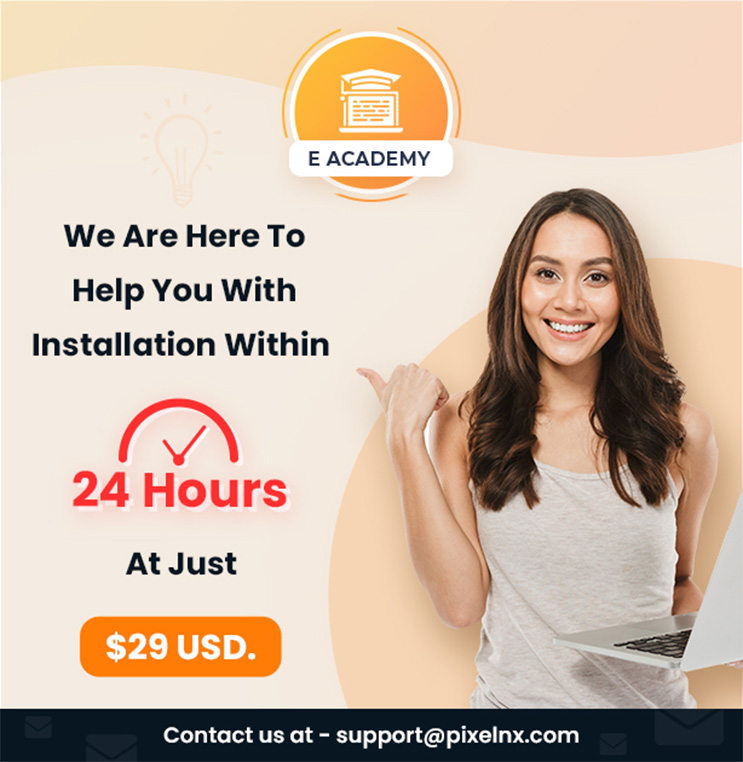 E ACADEMY
We Are Here To
Help You With
Installation Within
24 Hours
At Just
$29 USD.
Contact us at - support@pixelnx.com